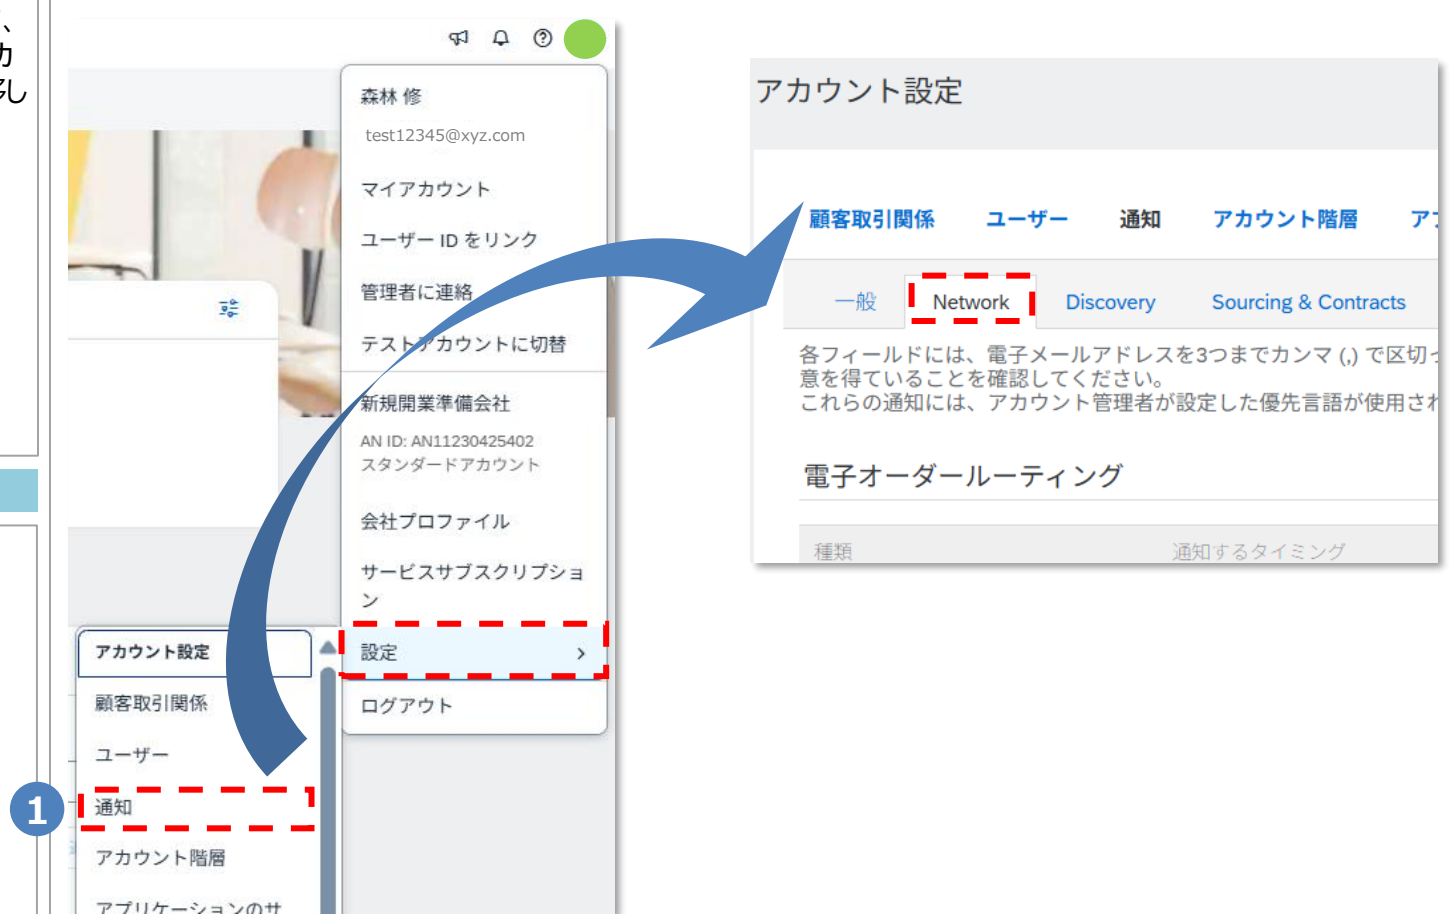 森林 修
test12345@xyz.com
マイアカウント
ユーザー ID をリンク
管理者に連絡
テストアカウントに切替
新規開業準備会社
AN ID: AN11230425402
スタンダードアカウント
会社プロファイル
サービスサブスクリプショ
ン
設定
ログアウト
アカウント設定
顧客取引関係
ユーザー
1
通知
アカウント階層
アプリケーションのサ
アカウント設定
顧客取引関係 ユーザー 通知 アカウント階層
一般 Network Discovery Sourcing & Contracts
各フィールドには、電子メールアドレスを3つまでカンマ (,) で区切っ
意を得ていることを確認してください。
これらの通知には、アカウント管理者が設定した優先言語が使用され
電子オーダールーティング
種類 通知するタイミング